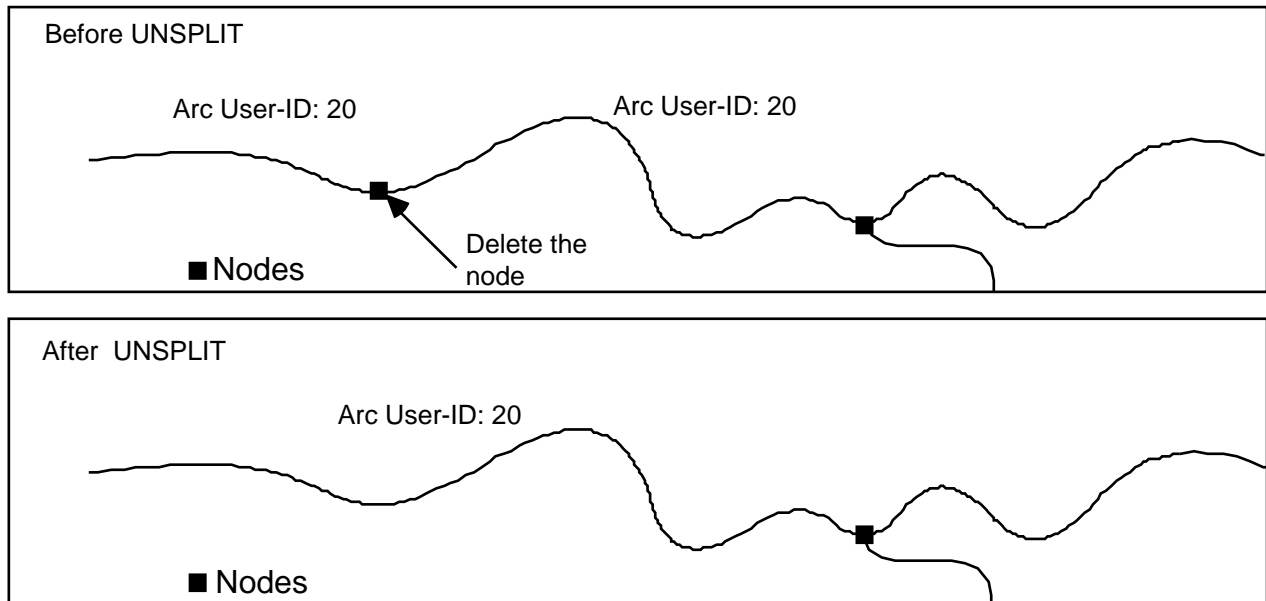 Before UNSPLIT
Arc User-ID: 20
Arc User-ID: 20
Delete the
node
Nodes
After UNSPLIT
Arc User-ID: 20
Nodes